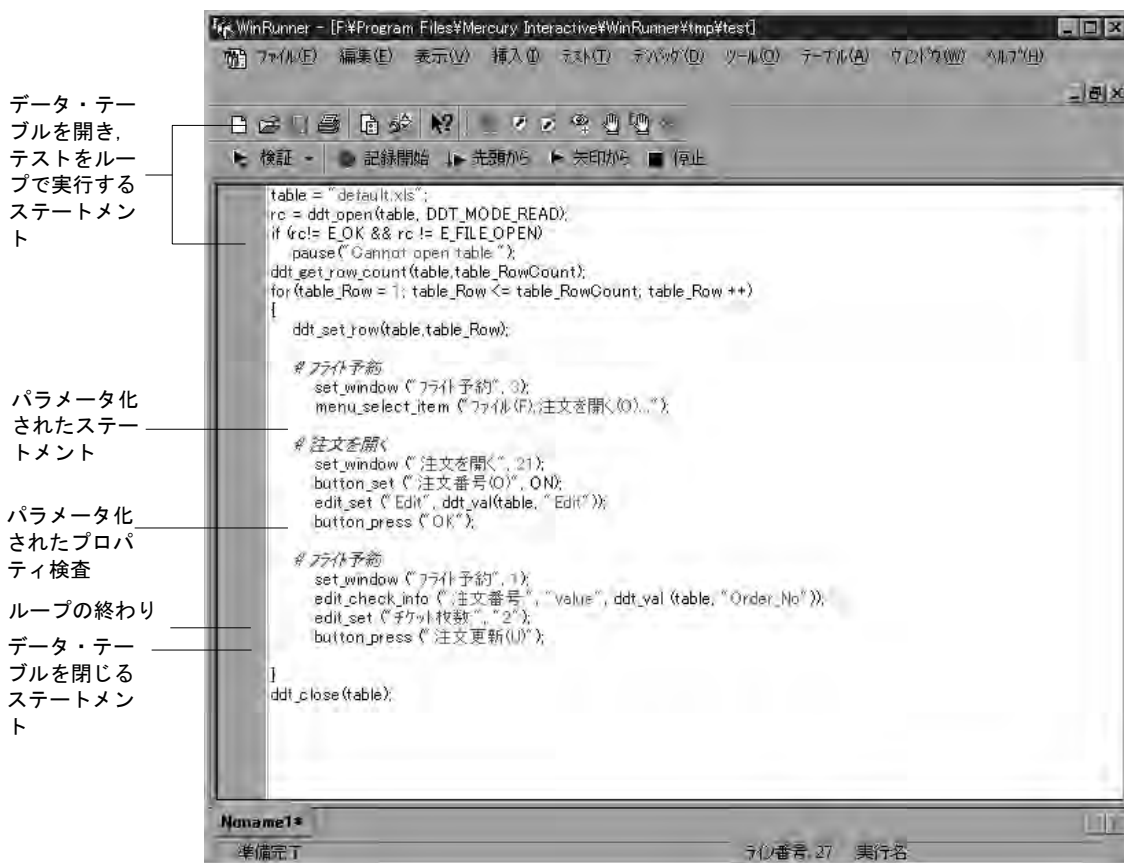 WinRunner - [F:¥Program Files¥Mercury Interactive¥WinRunner¥tmp¥test]
ファイル(F) 編集(E) 表示(V) 挿入(I) テスト(T) デバッグ(D) ツール(O) テーブル(A) ウィンドウ(W) ヘルプ(H)
検証 記録開始 先頭から 矢印から 停止
データ・テー
ブルを開き,
テストをルー
プで実行する
ステートメン
ト
table = "default.xls";
rc = ddt_open(table, DDT_MODE_READ);
if (rc!= E_OK && rc != E_FILE_OPEN)
pause("Cannot open table.");
ddt_get_row_count(table,table_RowCount);
for(table_Row = 1; table_Row <= table_RowCount; table_Row ++)
{
ddt_set_row(table,table_Row);
# フライト予約
set_window ("フライト予約", 3);
menu_select_item ("ファイル(F);注文を開く(O)...");
パラメータ化
されたステー
トメント
# 注文を開く
set_window ("注文を開く", 21);
button_set ("注文番号(O)", ON);
edit_set ("Edit", ddt_val(table, "Edit"));
button_press ("OK");
パラメータ化
されたプロパ
ティ検査
# フライト予約
set_window ("フライト予約", 1);
edit_check_info ("注文番号:", "value", ddt_val (table, "Order_No"));
edit_set ("チケット枚数:", "2");
button_press ("注文更新(U)");
ループの終わり
}
データ・テー
ブルを閉じる
ステートメン
ト
ddt_close(table);
Noname1*
準備完了 ライン番号: 27 実行名: